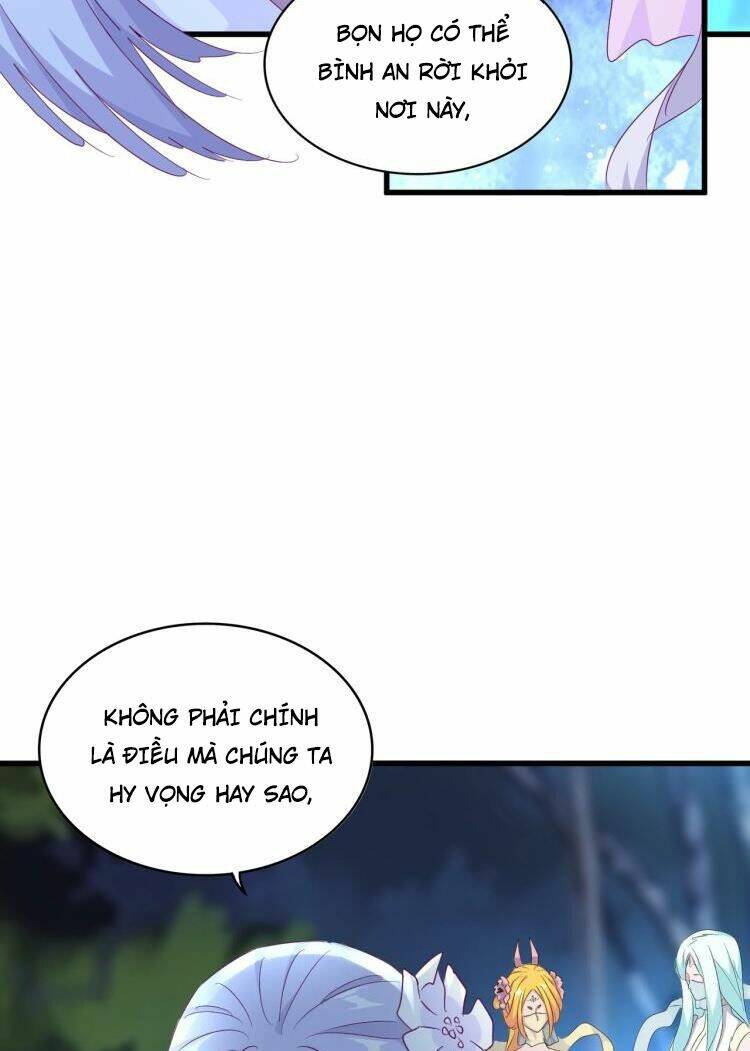 BỌN HỌ CÓ THỂ
BÌNH AN RỜI KHỎI
NƠI NÀY,
KHÔNG PHẢI CHÍNH
LÀ ĐIỀU MÀ CHÚNG TA
HY VỌNG HAY SAO,